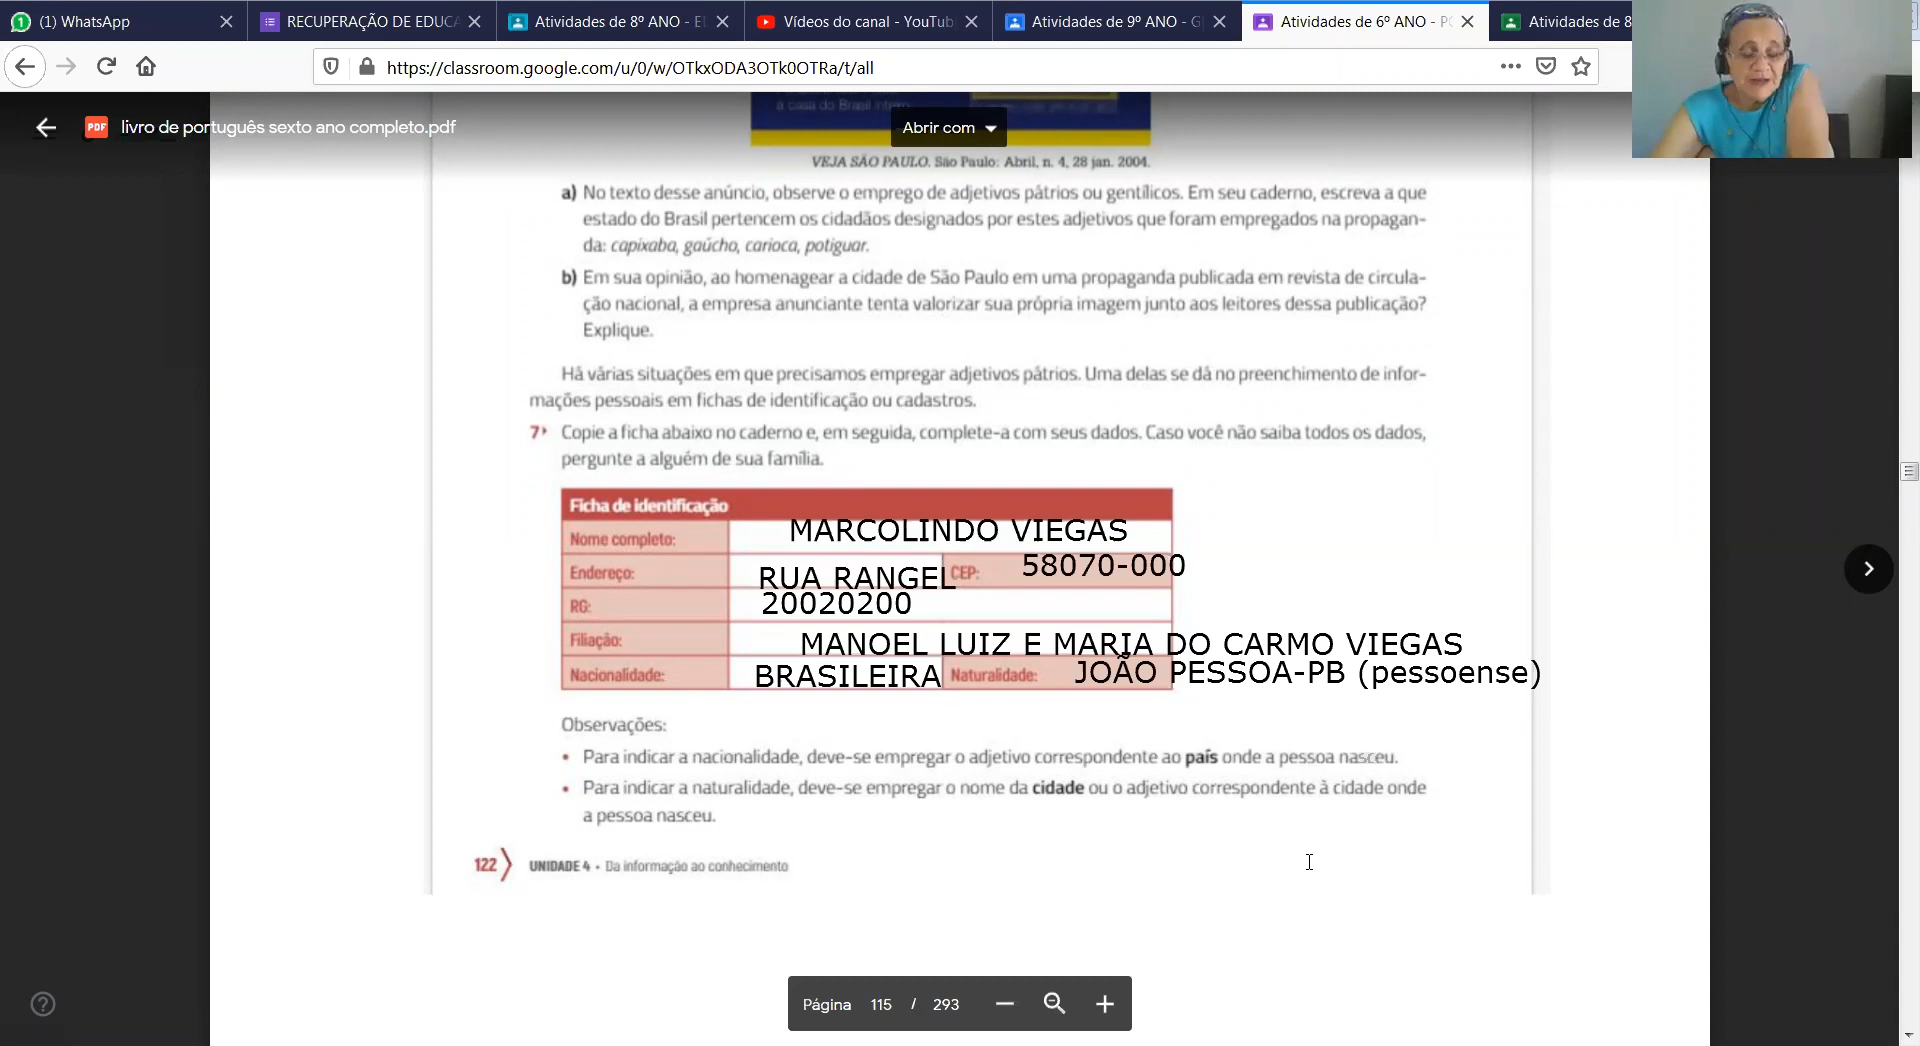 (1) WhatsApp
RECUPERAÇÃO DE EDUCA
Atividades de 8º ANO - E
Vídeos do canal - YouTub
Atividades de 9º ANO - G
Atividades de 6º ANO - PO
Atividades de 8
https://classroom.google.com/u/0/w/OTkxODA3OTk0OTRa/t/all
PDF livro de português sexto ano completo.pdf
a casa do Brasil inteiro
Abrir com
VEJA SÃO PAULO. São Paulo: Abril, n. 4, 28 jan. 2004.
a) No texto desse anúncio, observe o emprego de adjetivos pátrios ou gentílicos. Em seu caderno, escreva a que
estado do Brasil pertencem os cidadãos designados por estes adjetivos que foram empregados na propagan-
da: capixaba, gaúcho, carioca, potiguar.
b) Em sua opinião, ao homenagear a cidade de São Paulo em uma propaganda publicada em revista de circula-
ção nacional, a empresa anunciante tenta valorizar sua própria imagem junto aos leitores dessa publicação?
Explique.
Há várias situações em que precisamos empregar adjetivos pátrios. Uma delas se dá no preenchimento de infor-
mações pessoais em fichas de identificação ou cadastros.
7 Copie a ficha abaixo no caderno e, em seguida, complete-a com seus dados. Caso você não saiba todos os dados,
pergunte a alguém de sua família.
Ficha de identificação
Nome completo: MARCOLINDO VIEGAS
Endereço: RUA RANGEL CEP: 58070-000
RG: 20020200
Filiação: MANOEL LUIZ E MARIA DO CARMO VIEGAS
Nacionalidade: BRASILEIRA Naturalidade: JOÃO PESSOA-PB (pessoense)
Observações:
• Para indicar a nacionalidade, deve-se empregar o adjetivo correspondente ao país onde a pessoa nasceu.
• Para indicar a naturalidade, deve-se empregar o nome da cidade ou o adjetivo correspondente à cidade onde
a pessoa nasceu.
122 UNIDADE 4 • Da informação ao conhecimento
Página 115 / 293